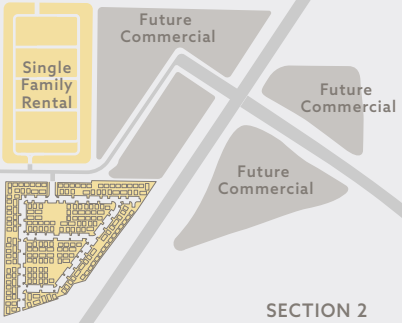 Future
Commercial
Single
Family
Rental
Future
Commercial
Future
Commercial
SECTION 2